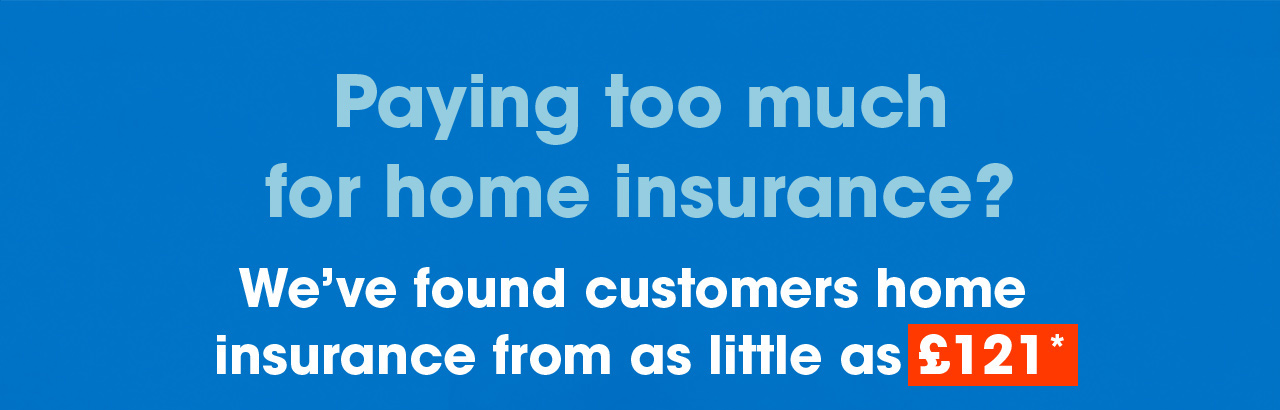 Paying too much
for home insurance?
We’ve found customers home
insurance from as little as £121*